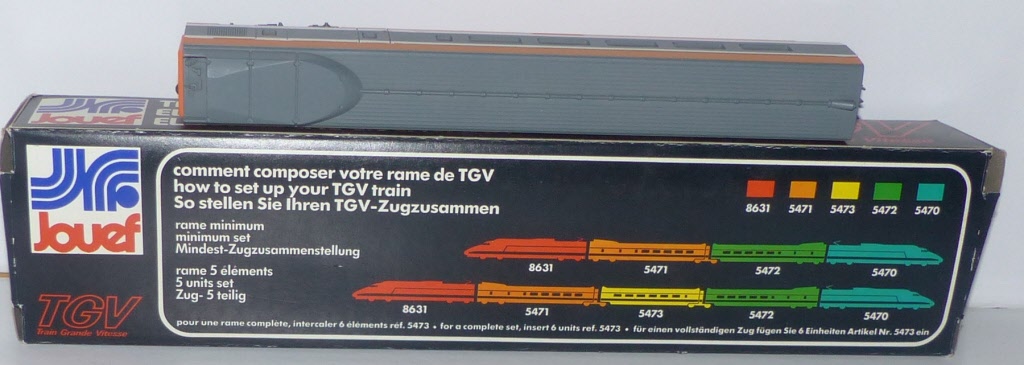 Jouef
comment composer votre rame de TGV
how to set up your TGV train
So stellen Sie Ihren TGV-Zugzusammen
8631 5471 5473 5472 5470
rame minimum
minimum set
Mindest-Zugzusammenstellung
8631 5471 5472 5470
rame 5 éléments
5 units set
Zug- 5 teilig
8631 5471 5473 5472 5470
pour une rame complète, intercaler 6 éléments réf. 5473 • for a complete set, insert 6 units ref. 5473 • für einen vollständigen Zug fügen Sie 6 Einheiten Artikel Nr. 5473 ein
TGV
Train Grande Vitesse
Jouef
TGV